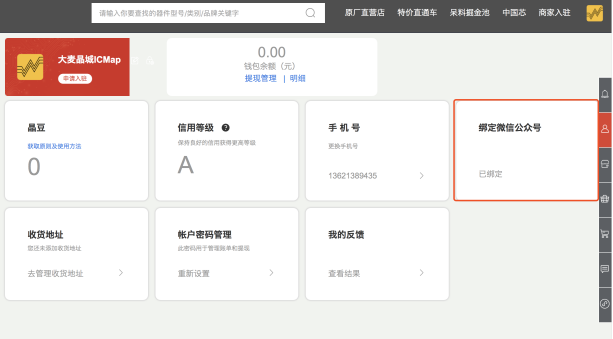 请输入你要查找的器件型号/类别/品牌关键字
原厂直营店 特价直通车 呆料掘金池 中国芯 商家入驻
大麦晶城ICMap
申请入驻
0.00
钱包余额（元）
提现管理 | 明细
晶豆
获取原则及使用方法
0
信用等级 ?
保持良好的信用获得更高等级
A
手 机 号
更换手机号
13621389435
绑定微信公众号
已绑定
收货地址
您还未添加收货地址
去管理收货地址
帐户密码管理
此密码用于管理账单和提现
重新设置
我的反馈
查看结果